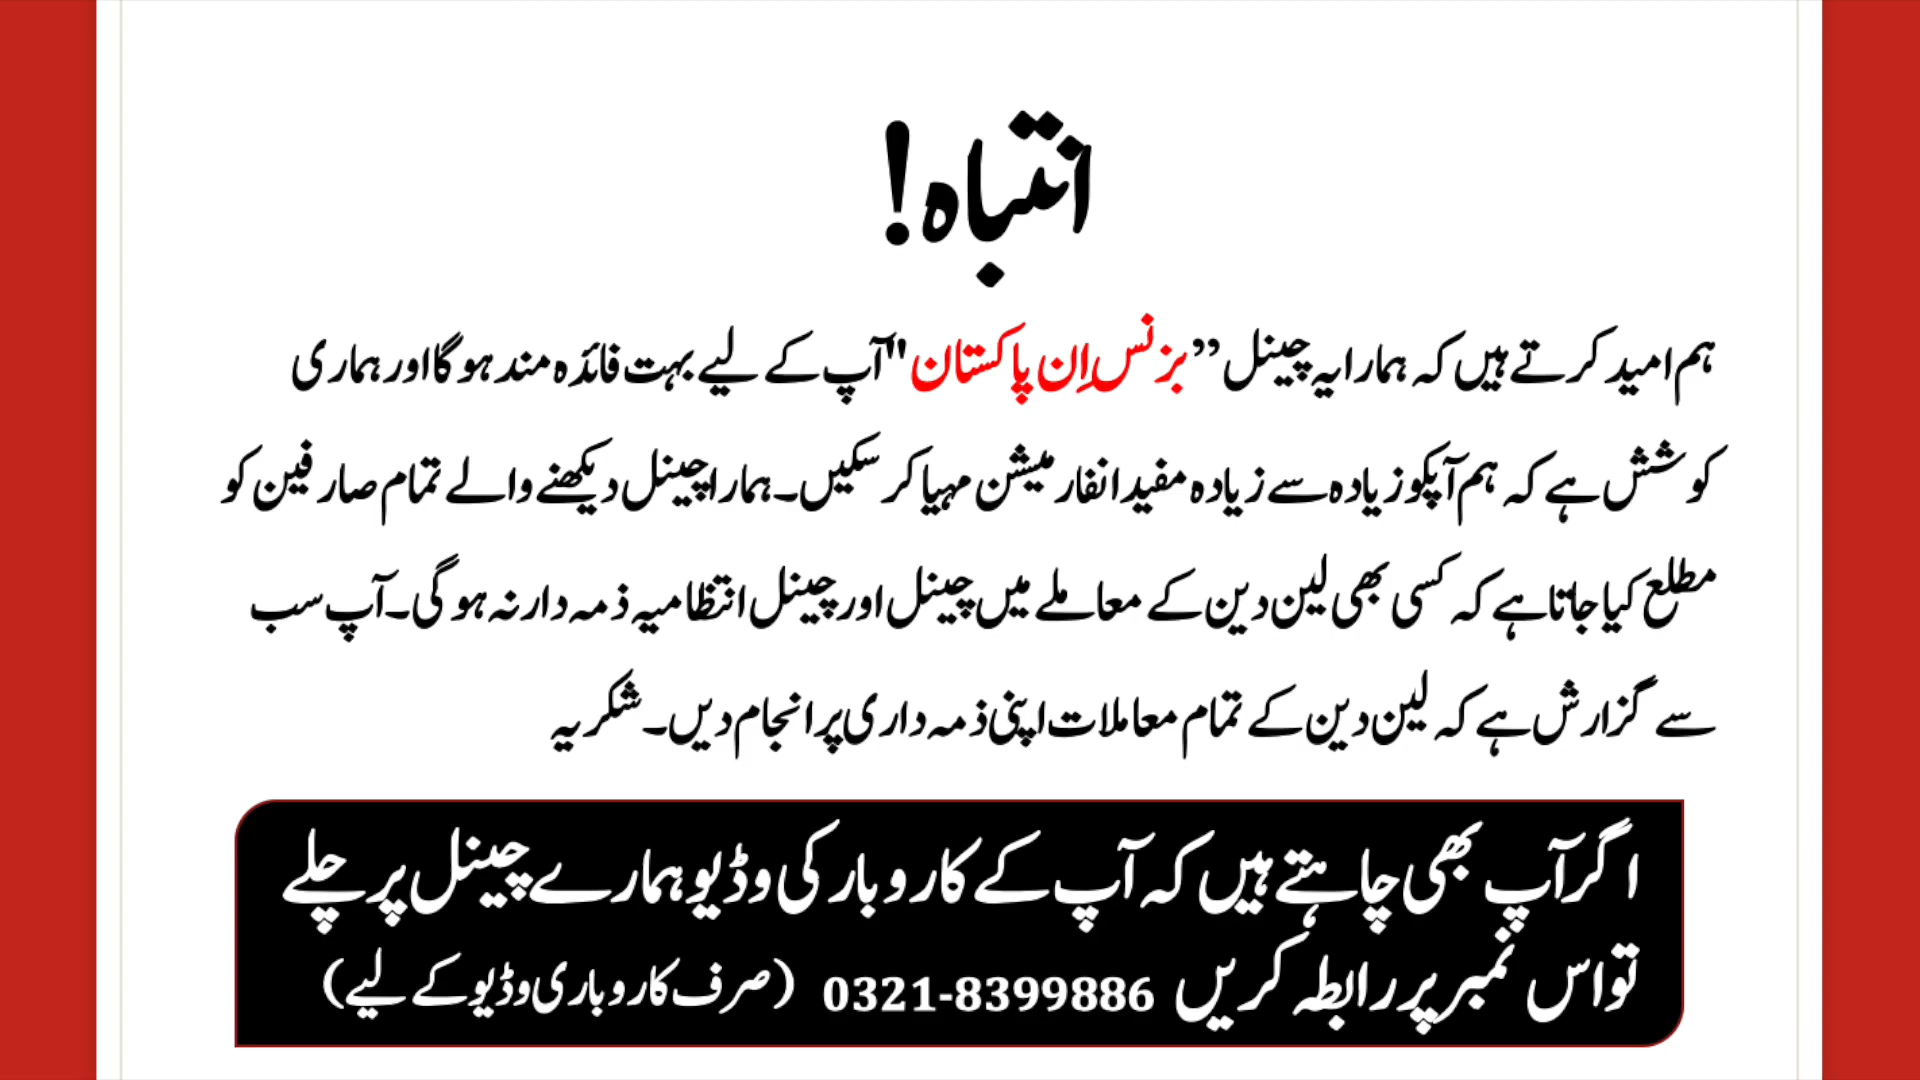 انتباہ!
ہم امید کرتے ہیں کہ ہمارا یہ چینل ”بزنس اِن پاکستان" آپ کے لیے بہت فائدہ مند ہو گا اور ہماری
کوشش ہے کہ ہم آپکو زیادہ سے زیادہ مفید انفارمیشن مہیا کر سکیں۔ ہمارا چینل دیکھنے والے تمام صارفین کو
مطلع کیا جاتا ہے کہ کسی بھی لین دین کے معاملے میں چینل اور چینل انتظامیہ ذمہ دار نہ ہو گی۔ آپ سب
سے گزارش ہے کہ لین دین کے تمام معاملات اپنی ذمہ داری پر انجام دیں۔ شکریہ
اگر آپ بھی چاہتے ہیں کہ آپ کے کاروبار کی وڈیو ہمارے چینل پر چلے
تو اس نمبر پر رابطہ کریں 0321-8399886 (صرف کاروباری وڈیو کے لیے)